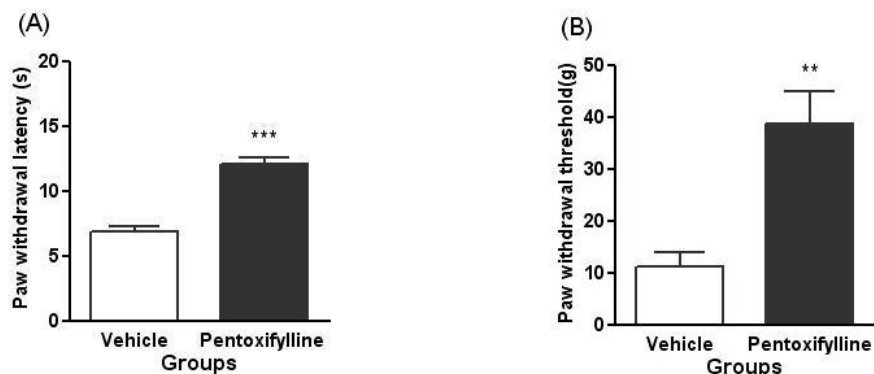 (A)
Paw withdrawal latency (s)
20
15
10
5
0
***
Vehicle Pentoxifylline
Groups
(B)
Paw withdrawal threshold(g)
50
40
30
20
10
0
**
Vehicle Pentoxifylline
Groups